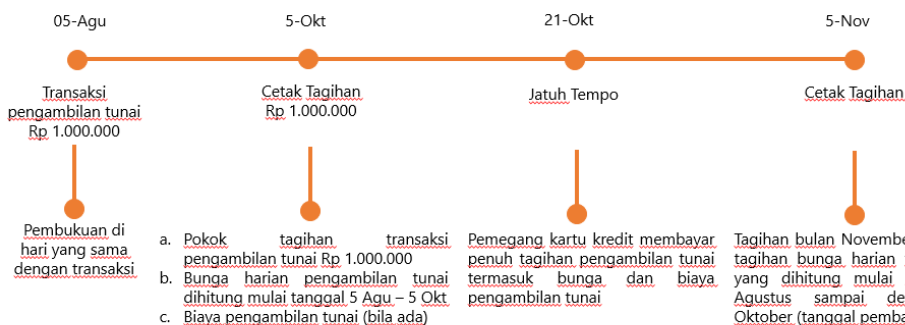 05-Agu
5-Okt
21-Okt
5-Nov
Transaksi
pengambilan tunai
Rp 1.000.000
Cetak Tagihan
Rp 1.000.000
Jatuh Tempo
Cetak Tagihan
Pembukuan di
hari yang sama
dengan transaksi
a. Pokok tagihan transaksi
pengambilan tunai Rp 1.000.000
b. Bunga harian pengambilan tunai
dihitung mulai tanggal 5 Agu – 5 Okt
c. Biaya pengambilan tunai (bila ada)
Pemegang kartu kredit membayar
penuh tagihan pengambilan tunai
termasuk bunga dan biaya
pengambilan tunai
Tagihan bulan
tagihan bunga harian
yang dihitung mulai
Agustus sampai
Oktober (tanggal